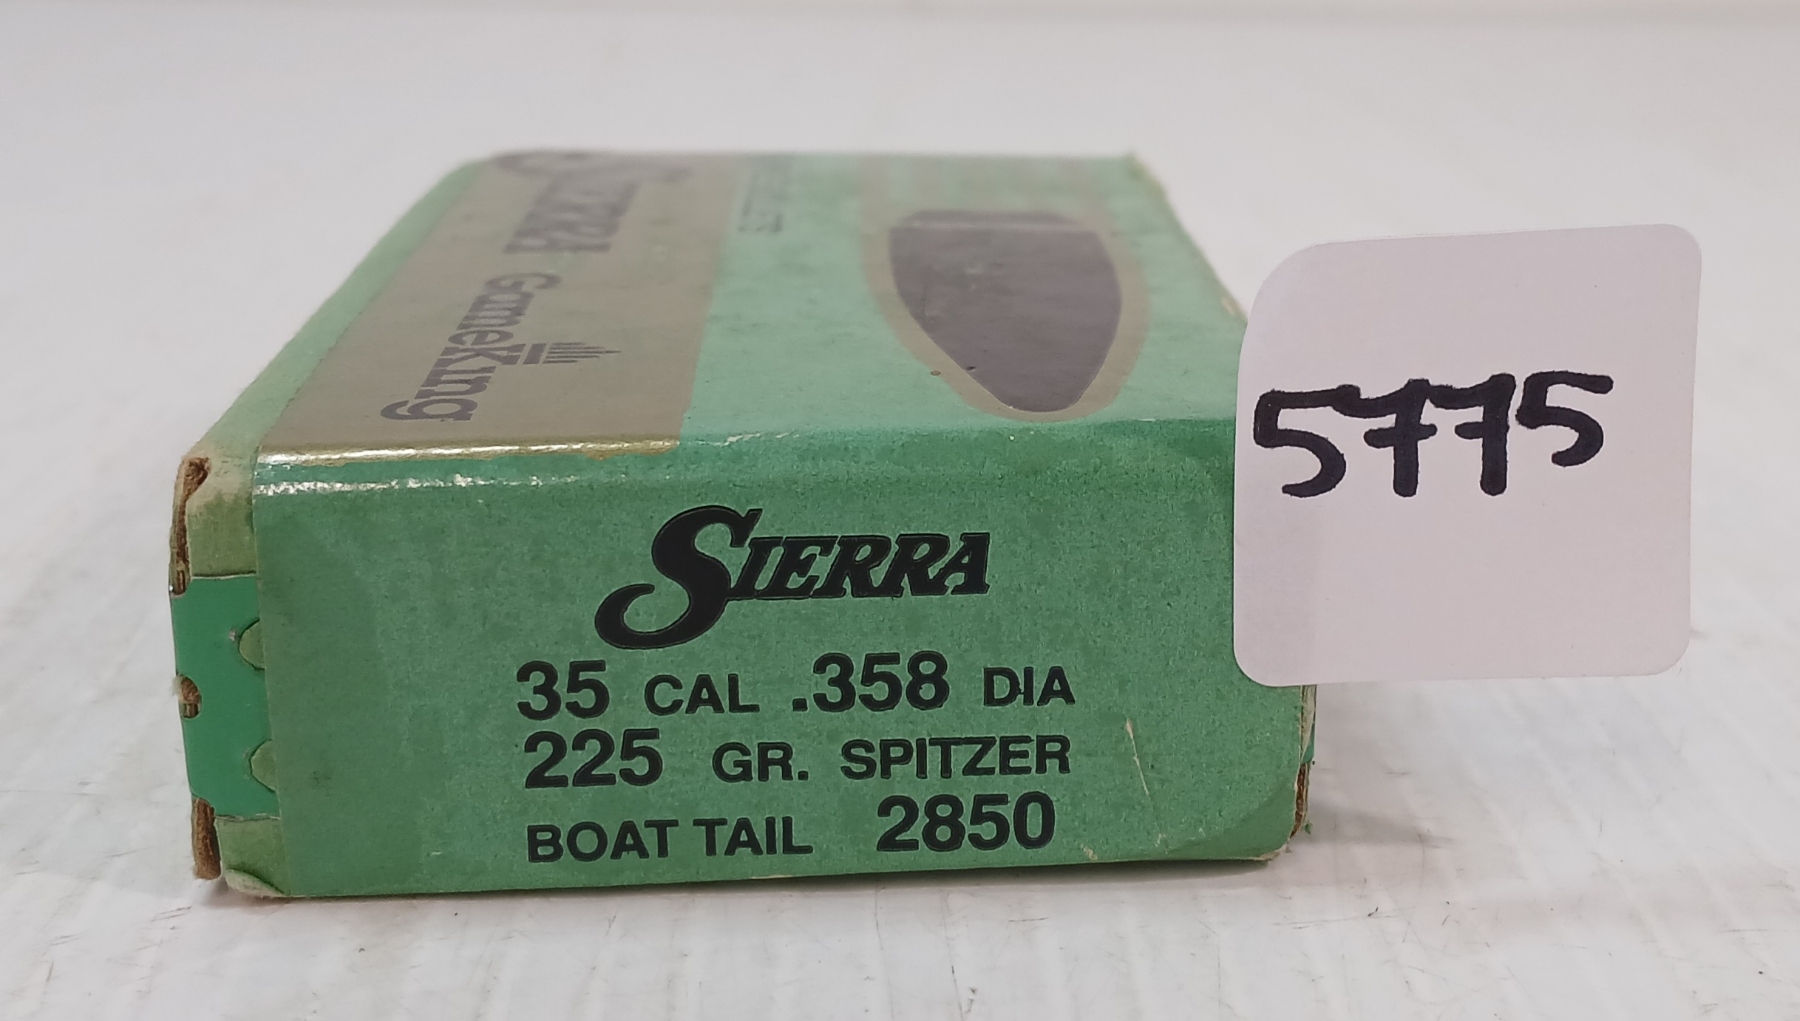 SIERRA
GameKing
5775
SIERRA
35 CAL .358 DIA
225 GR. SPITZER
BOAT TAIL 2850